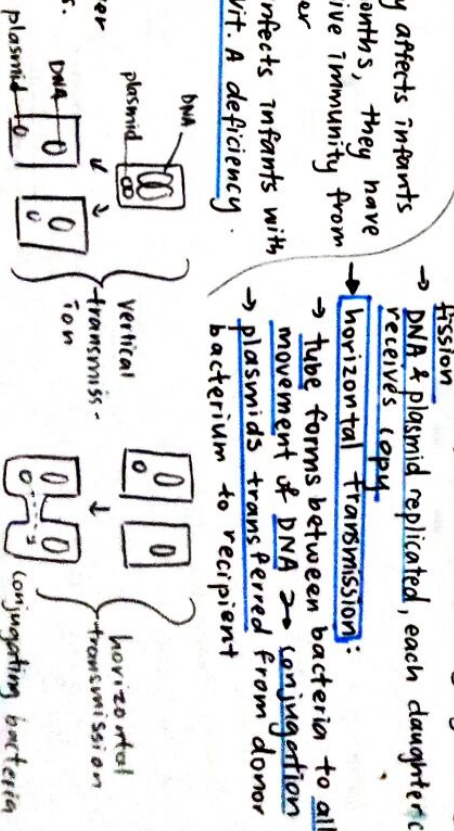 y affects infants
onths, they have
ive immunity from
er
infects infants with
vit. A deficiency.
fission
→ DNA & plasmid replicated, each daughter c
receives copy
→ horizontal transmission:
→ tube forms between bacteria to all
movement of DNA → conjugation
→ plasmids transferred from donor
bacterium to recipient
er
s.
DNA
plasmid
DNA
plasmid
vertical
transmiss-
ion
horizontal
transmission
conjugating bacteria